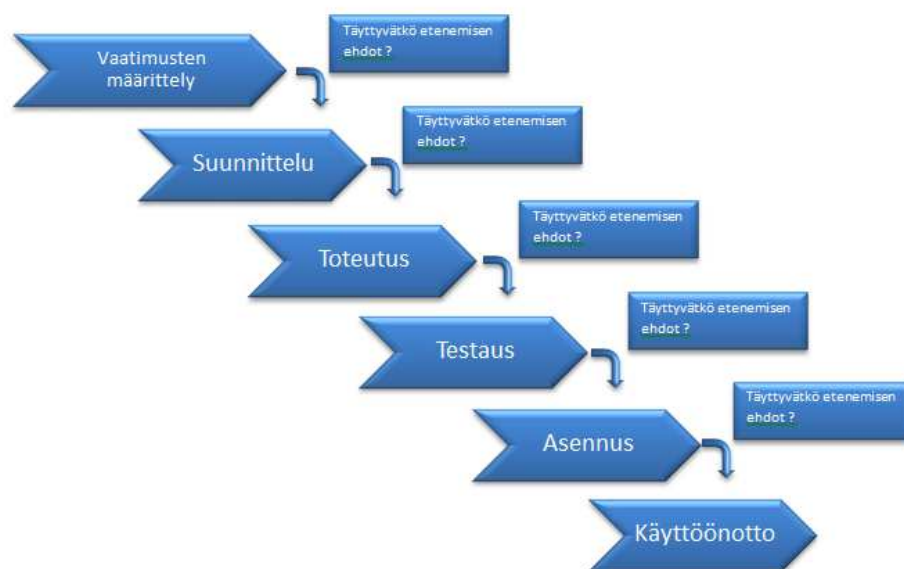 Vaatimusten
määrittely
Täyttyvätkö etenemisen
ehdot ?
Suunnittelu
Täyttyvätkö etenemisen
ehdot ?
Toteutus
Täyttyvätkö etenemisen
ehdot ?
Testaus
Täyttyvätkö etenemisen
ehdot ?
Asennus
Täyttyvätkö etenemisen
ehdot ?
Käyttöönotto